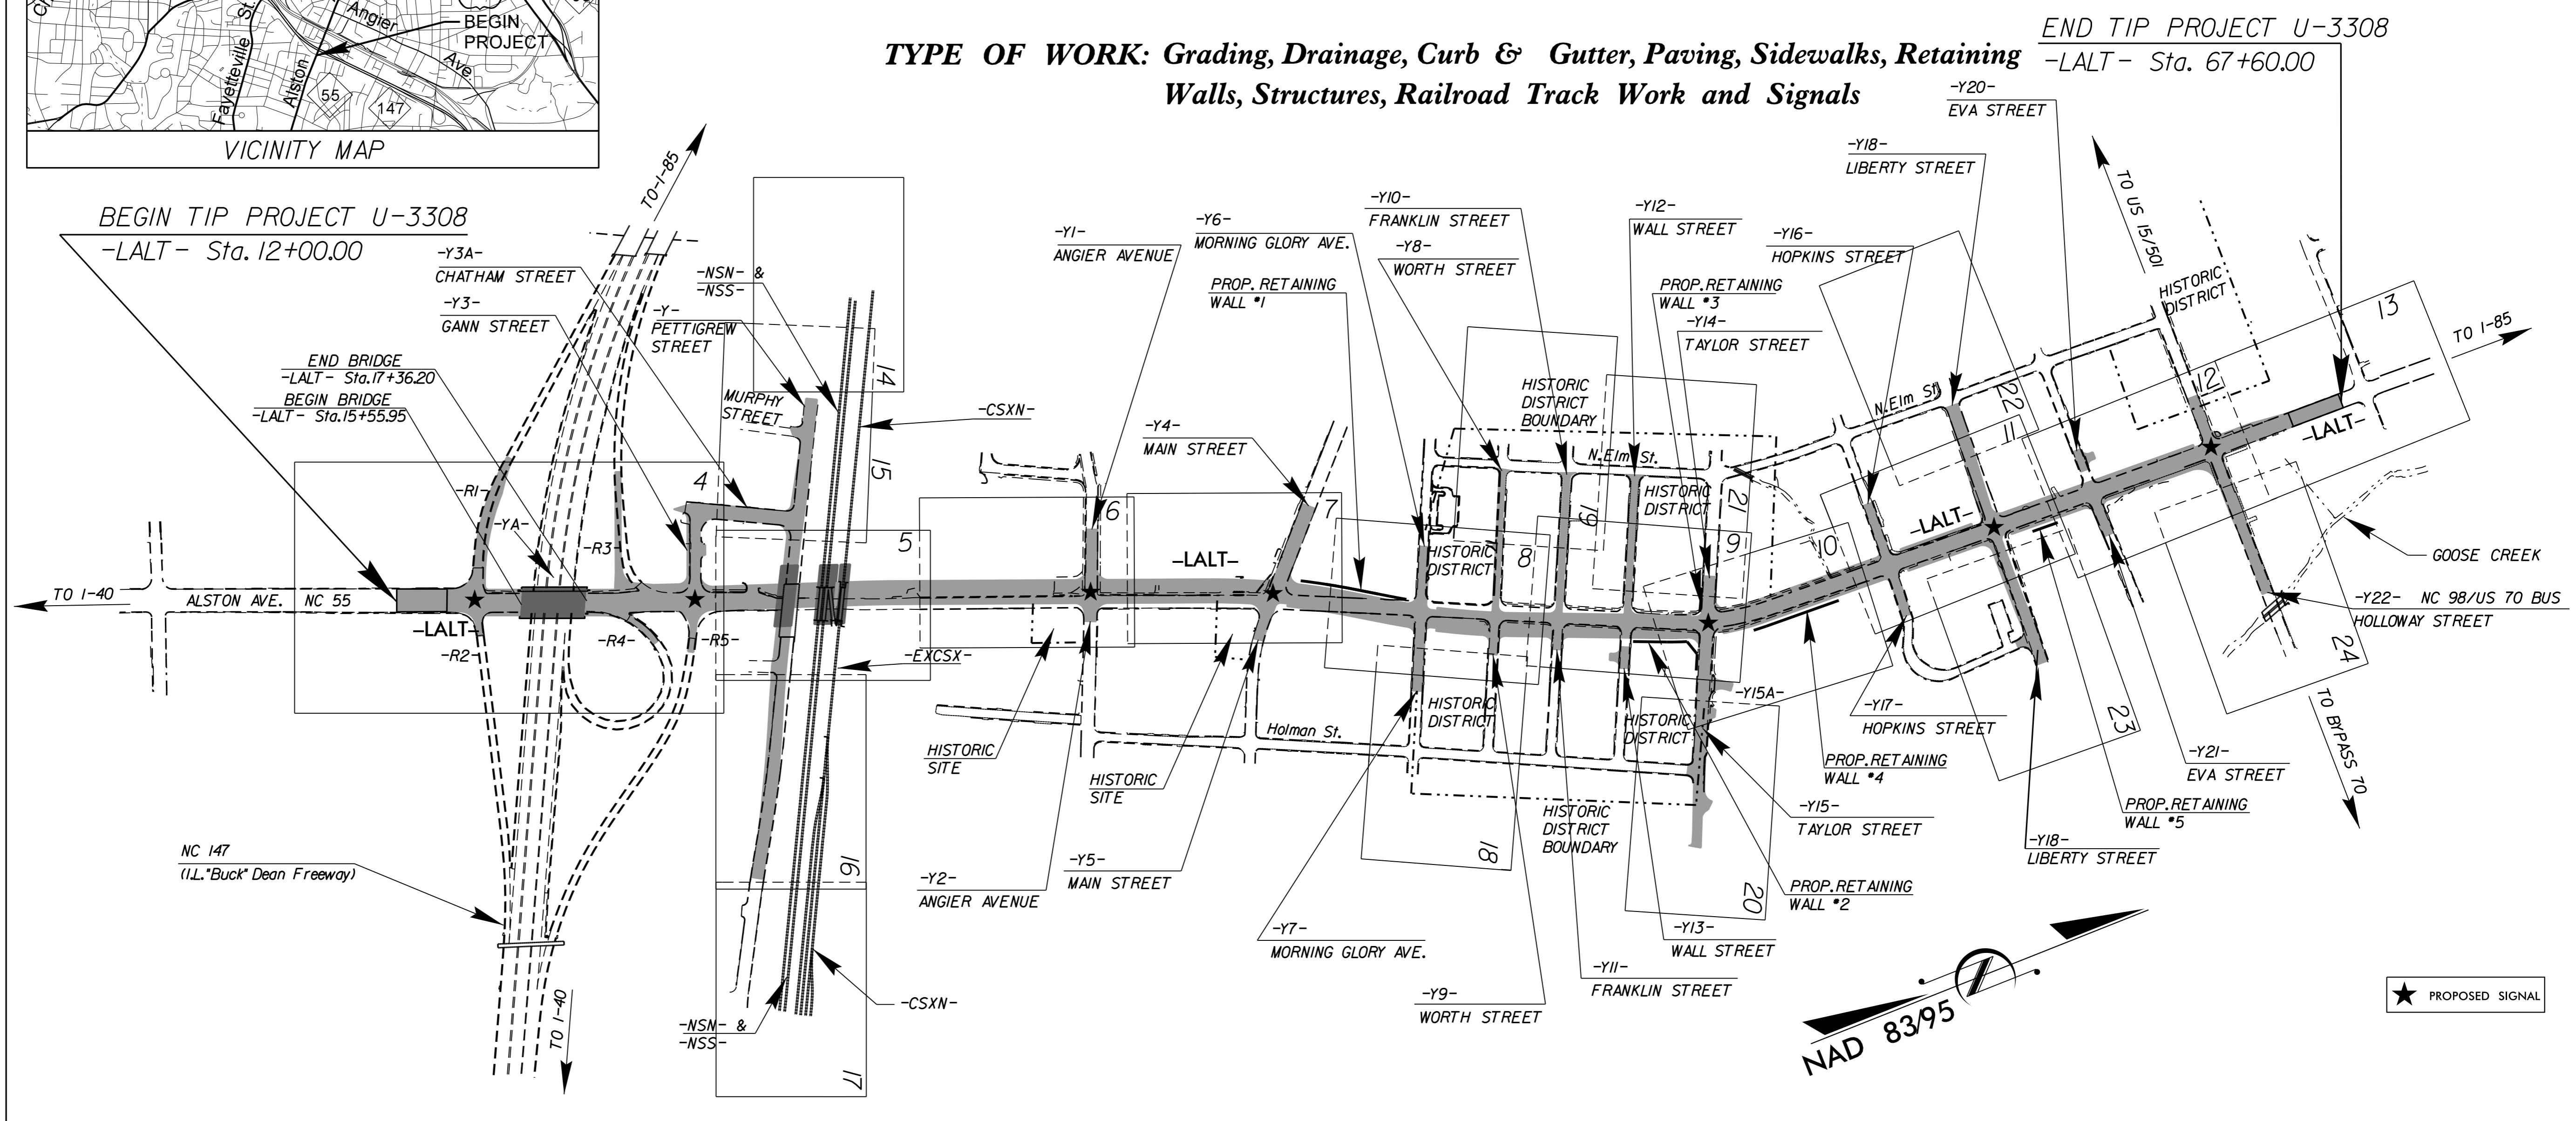 Angier
Ave.
BEGIN
PROJECT
Fayetteville
St.
Alston
55
147
VICINITY MAP
TYPE OF WORK: Grading, Drainage, Curb & Gutter, Paving, Sidewalks, Retaining
Walls, Structures, Railroad Track Work and Signals
END TIP PROJECT U-3308
-LALT- Sta. 67+60.00
BEGIN TIP PROJECT U-3308
-LALT- Sta. 12+00.00
TO I-85
-Y3A-
CHATHAM STREET
-Y3-
GANN STREET
END BRIDGE
-LALT- Sta.17+36.20
BEGIN BRIDGE
-LALT- Sta.15+55.95
-NSN- &
-NSS-
-Y-
PETTIGREW
STREET
MURPHY
STREET
14
15
-CSXN-
-Y1-
ANGIER AVENUE
-Y4-
MAIN STREET
-Y6-
MORNING GLORY AVE.
PROP.RETAINING
WALL #1
-Y10-
FRANKLIN STREET
-Y8-
WORTH STREET
-Y12-
WALL STREET
PROP.RETAINING
WALL #3
-Y14-
TAYLOR STREET
-Y16-
HOPKINS STREET
-Y18-
LIBERTY STREET
-Y20-
EVA STREET
TO US 15/501
HISTORIC
DISTRICT
13
TO I-85
12
-LALT-
N.Elm St.
22
11
HISTORIC
DISTRICT
BOUNDARY
N.Elm St.
HISTORIC
DISTRICT
19
21
HISTORIC
DISTRICT
8
9
10
-LALT-
4
5
6
7
-LALT-
-R1-
-YA-
-R3-
TO I-40
ALSTON AVE. NC 55
-LALT-
-R2-
-R4-
-R5-
-EXCSX-
GOOSE CREEK
-Y22- NC 98/US 70 BUS
HOLLOWAY STREET
24
TO BYPASS 70
HISTORIC
SITE
HISTORIC
SITE
Holman St.
HISTORIC
DISTRICT
HISTORIC
DISTRICT
-Y15A-
-Y17-
HOPKINS STREET
23
PROP.RETAINING
WALL #4
-Y21-
EVA STREET
PROP.RETAINING
WALL #5
-Y15-
TAYLOR STREET
-Y18-
LIBERTY STREET
HISTORIC
DISTRICT
BOUNDARY
18
20
PROP.RETAINING
WALL #2
NC 147
(I.L."Buck" Dean Freeway)
16
-Y2-
ANGIER AVENUE
-Y5-
MAIN STREET
-Y7-
MORNING GLORY AVE.
-Y13-
WALL STREET
-Y11-
FRANKLIN STREET
-Y9-
WORTH STREET
-CSXN-
-NSN- &
-NSS-
TO I-40
17
NAD 83/95
PROPOSED SIGNAL